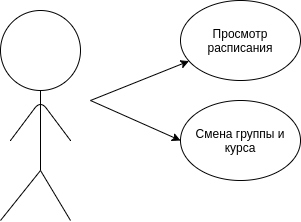 Просмотр
расписания
Смена группы и
курса